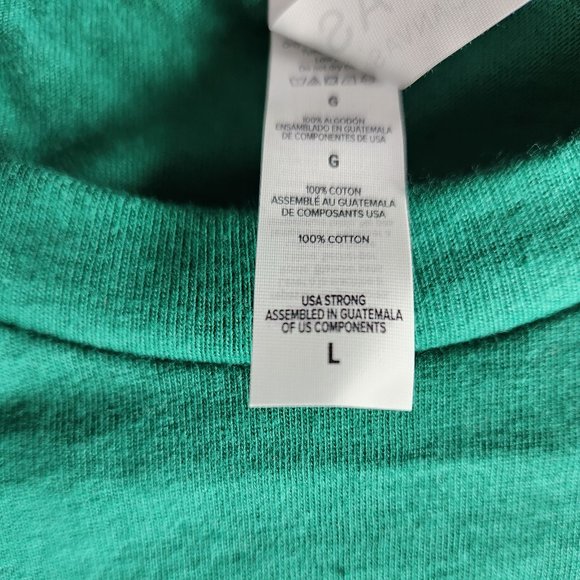 G
100% ALGODÓN
ENSAMBLADO EN GUATEMALA
DE COMPONENTES DE USA
G
100% COTON
ASSEMBLÉ AU GUATEMALA
DE COMPOSANTS USA
100% COTTON
USA STRONG
ASSEMBLED IN GUATEMALA
OF US COMPONENTS
L